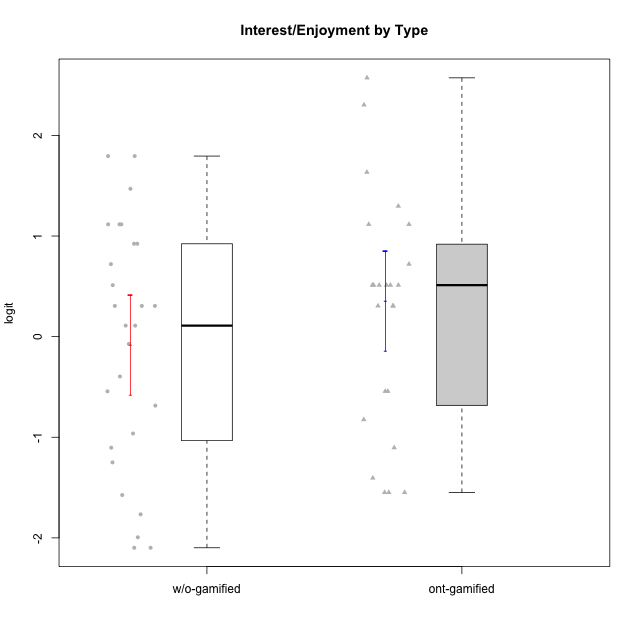 Interest/Enjoyment by Type
logit
2
1
0
-1
-2
w/o-gamified
ont-gamified